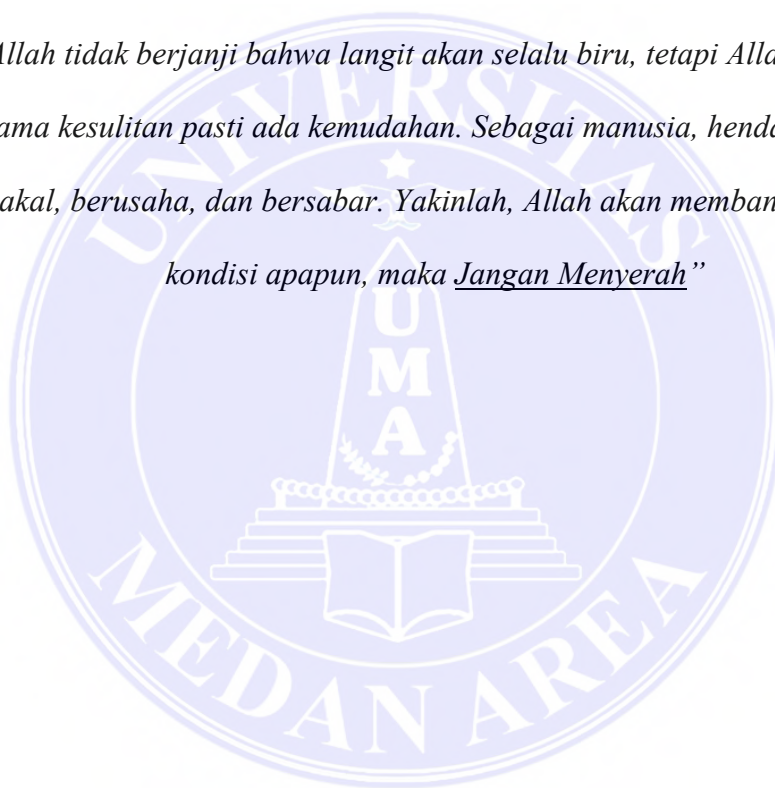 Allah tidak berjanji bahwa langit akan selalu biru, tetapi Alla
ama kesulitan pasti ada kemudahan. Sebagai manusia, henda
akal, berusaha, dan bersabar. Yakinlah, Allah akan memban
kondisi apapun, maka Jangan Menyerah”
UNIVERSITAS
UMA
MEDAN AREA